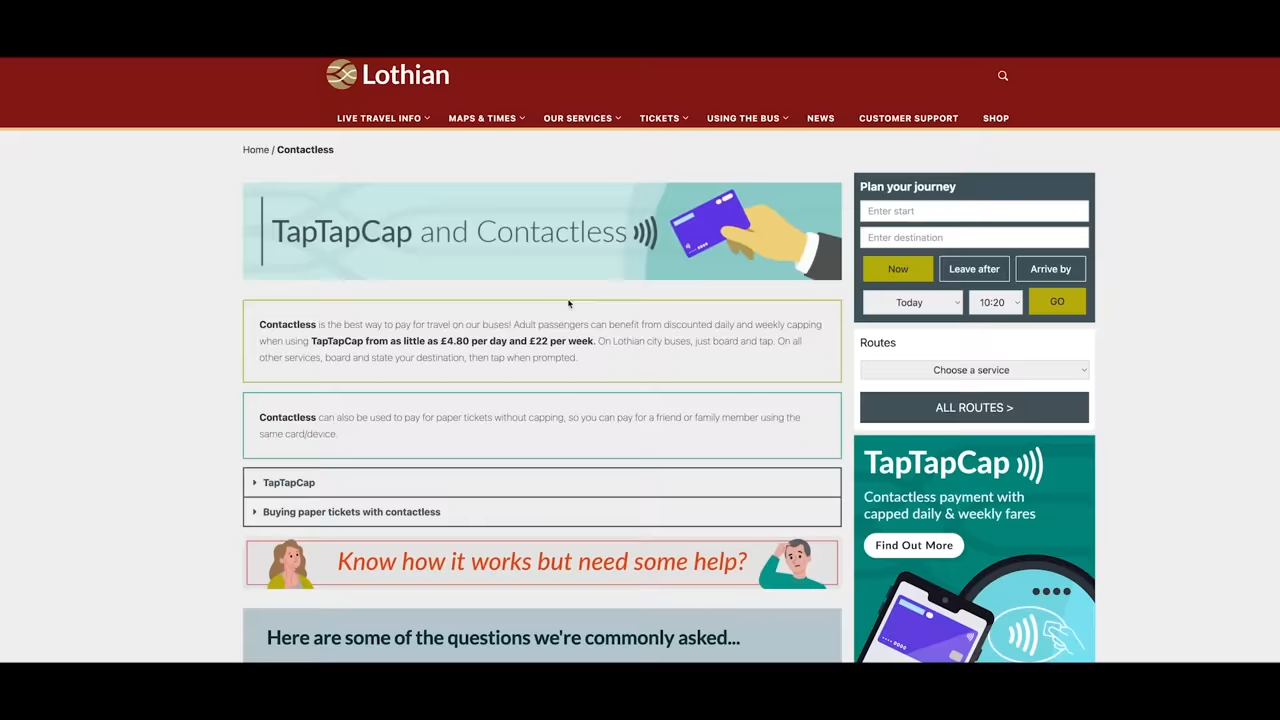 Lothian
LIVE TRAVEL INFO
MAPS & TIMES
OUR SERVICES
TICKETS
USING THE BUS
NEWS
CUSTOMER SUPPORT
SHOP
Home / Contactless
TapTapCap and Contactless
Contactless is the best way to pay for travel on our buses! Adult passengers can benefit from discounted daily and weekly capping
when using TapTapCap from as little as £4.80 per day and £22 per week. On Lothian city buses, just board and tap. On all
other services, board and state your destination, then tap when prompted.
Contactless can also be used to pay for paper tickets without capping, so you can pay for a friend or family member using the
same card/device.
TapTapCap
Buying paper tickets with contactless
Know how it works but need some help?
Here are some of the questions we're commonly asked...
Plan your journey
Enter start
Enter destination
Now
Leave after
Arrive by
Today
10:20
GO
Routes
Choose a service
ALL ROUTES >
TapTapCap
Contactless payment with
capped daily & weekly fares
Find Out More